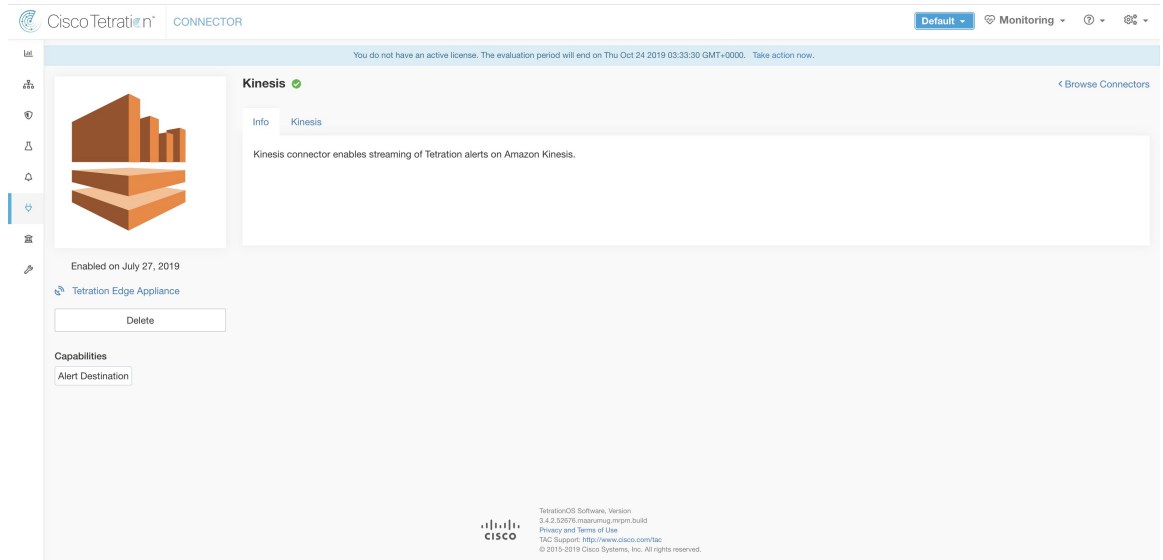 Cisco Tetration™ CONNECTOR Default Monitoring
You do not have an active license. The evaluation period will end on Thu Oct 24 2019 03:33:30 GMT+0000. Take action now.
Kinesis
Browse Connectors
Info Kinesis
Kinesis connector enables streaming of Tetration alerts on Amazon Kinesis.
Enabled on July 27, 2019
Tetration Edge Appliance
Delete
Capabilities
Alert Destination
CISCO
TetrationOS Software, Version
3.4.2.52676.maarumug.mrpm.build
Privacy and Terms of Use
TAC Support: http://www.cisco.com/tac
© 2015-2019 Cisco Systems, Inc. All rights reserved.